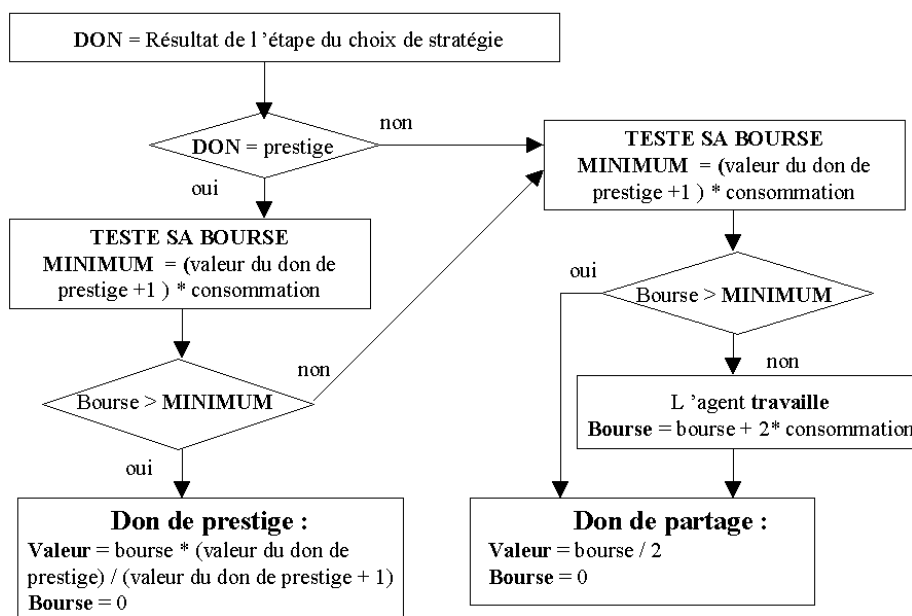 DON = Résultat de l ’étape du choix de stratégie
DON = prestige
non
oui
TESTE SA BOURSE
MINIMUM = (valeur du don de
prestige +1 ) * consommation
Bourse > MINIMUM
non
oui
Don de prestige :
Valeur = bourse * (valeur du don de
prestige) / (valeur du don de prestige + 1)
Bourse = 0
TESTE SA BOURSE
MINIMUM = (valeur du don de
prestige +1 ) * consommation
oui
Bourse > MINIMUM
non
L ’agent travaille
Bourse = bourse + 2* consommation
Don de partage :
Valeur = bourse / 2
Bourse = 0